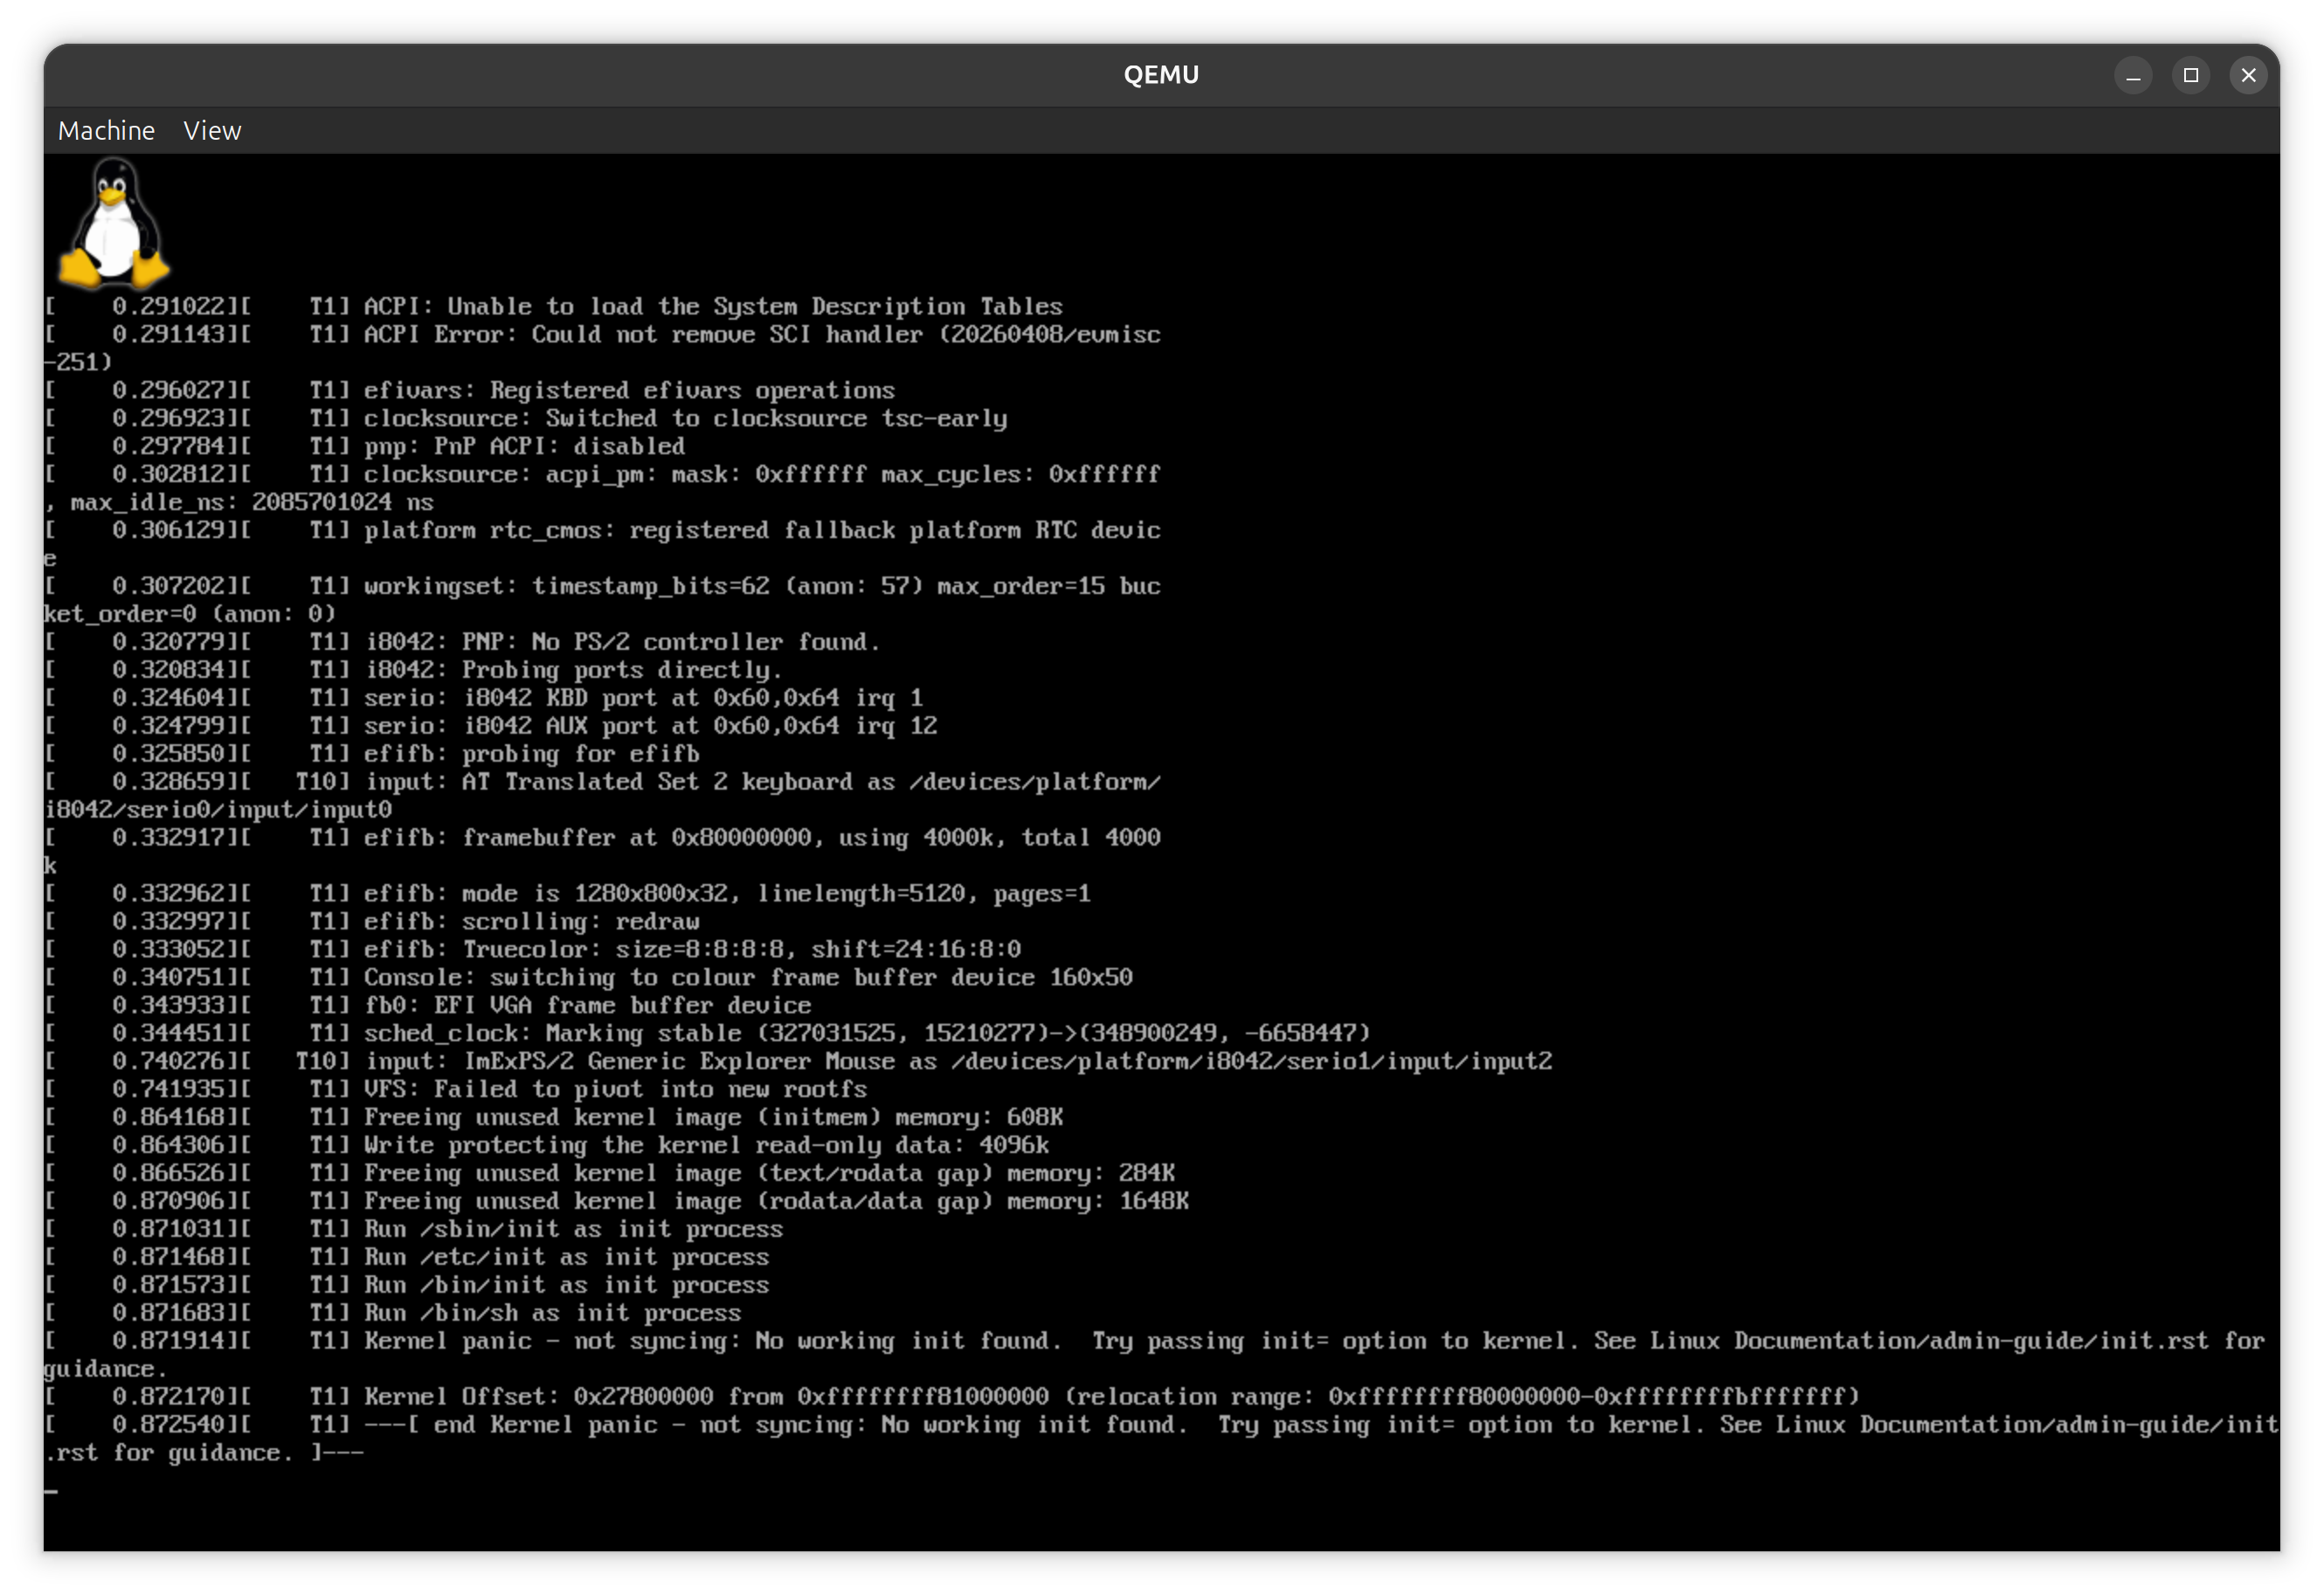 QEMU
Machine View
[    0.291022][    T1] ACPI: Unable to load the System Description Tables
[    0.291143][    T1] ACPI Error: Could not remove SCI handler (20260408/evmisc
-251)
[    0.296027][    T1] efivars: Registered efivars operations
[    0.296923][    T1] clocksource: Switched to clocksource tsc-early
[    0.297784][    T1] pnp: PnP ACPI: disabled
[    0.302812][    T1] clocksource: acpi_pm: mask: 0xffffff max_cycles: 0xffffff
, max_idle_ns: 2085701024 ns
[    0.306129][    T1] platform rtc_cmos: registered fallback platform RTC devic
e
[    0.307202][    T1] workingset: timestamp_bits=62 (anon: 57) max_order=15 buc
ket_order=0 (anon: 0)
[    0.320779][    T1] i8042: PNP: No PS/2 controller found.
[    0.320834][    T1] i8042: Probing ports directly.
[    0.324604][    T1] serio: i8042 KBD port at 0x60,0x64 irq 1
[    0.324799][    T1] serio: i8042 AUX port at 0x60,0x64 irq 12
[    0.325850][    T1] efifb: probing for efifb
[    0.328659][   T10] input: AT Translated Set 2 keyboard as /devices/platform/
i8042/serio0/input/input0
[    0.332917][    T1] efifb: framebuffer at 0x80000000, using 4000k, total 4000
k
[    0.332962][    T1] efifb: mode is 1280x800x32, linelength=5120, pages=1
[    0.332997][    T1] efifb: scrolling: redraw
[    0.333052][    T1] efifb: Truecolor: size=8:8:8:8, shift=24:16:8:0
[    0.340751][    T1] Console: switching to colour frame buffer device 160x50
[    0.343933][    T1] fb0: EFI VGA frame buffer device
[    0.344451][    T1] sched_clock: Marking stable (327031525, 15210277)->(348900249, -6658447)
[    0.740276][   T10] input: ImExPS/2 Generic Explorer Mouse as /devices/platform/i8042/serio1/input/input2
[    0.741935][    T1] VFS: Failed to pivot into new rootfs
[    0.864168][    T1] Freeing unused kernel image (initmem) memory: 608K
[    0.864306][    T1] Write protecting the kernel read-only data: 4096k
[    0.866526][    T1] Freeing unused kernel image (text/rodata gap) memory: 284K
[    0.870906][    T1] Freeing unused kernel image (rodata/data gap) memory: 1648K
[    0.871031][    T1] Run /sbin/init as init process
[    0.871468][    T1] Run /etc/init as init process
[    0.871573][    T1] Run /bin/init as init process
[    0.871683][    T1] Run /bin/sh as init process
[    0.871914][    T1] Kernel panic - not syncing: No working init found.  Try passing init= option to kernel. See Linux Documentation/admin-guide/init.rst for
guidance.
[    0.872170][    T1] Kernel Offset: 0x27800000 from 0xffffffff81000000 (relocation range: 0xffffffff80000000-0xffffffffbfffffff)
[    0.872540][    T1] ---[ end Kernel panic - not syncing: No working init found.  Try passing init= option to kernel. See Linux Documentation/admin-guide/init
.rst for guidance. ]---